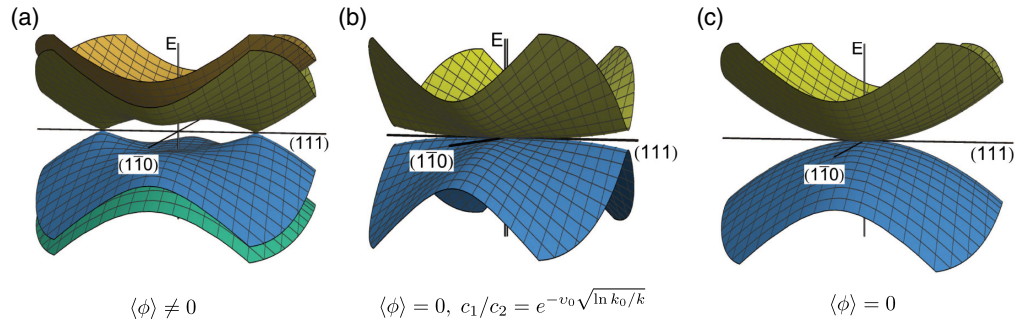 (a)
E
(111)
(11̅0)
⟨ϕ⟩ ≠ 0
(b)
E
(111)
(11̅0)
⟨ϕ⟩ = 0, c₁/c₂ = e^{−υ₀√(ln k₀/k)}
(c)
E
(111)
(11̅0)
⟨ϕ⟩ = 0